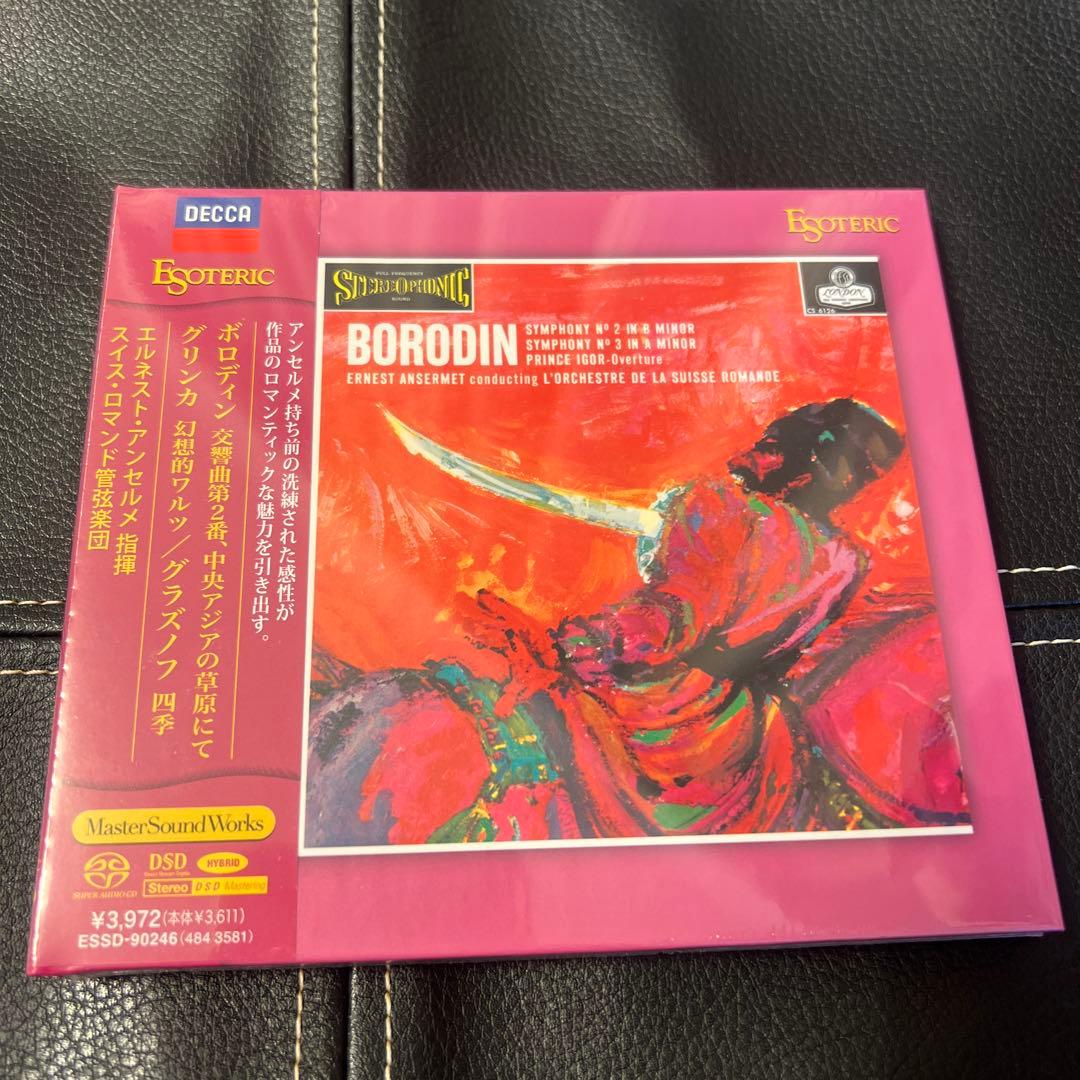 DECCA
ESOTERIC
アンセルメ持ち前の洗練された感性が
作品のロマンティックな魅力を引き出す。
ボロディン 交響曲第2番、中央アジアの草原にて
グリンカ 幻想的ワルツ／グラズノフ 四季
エルネスト・アンセルメ 指揮
スイス・ロマンド管弦楽団
MasterSoundWorks
SUPER AUDIO CD
DSD
Direct Stream Digital
HYBRID
Stereo DSD Mastering
¥3,972(本体¥3,611)
ESSD-90246(484 3581)
ESOTERIC
FULL FREQUENCY
STEREOPHONIC
SOUND
LONDON
CS 6126
BORODIN
SYMPHONY Nº 2 IN B MINOR
SYMPHONY Nº 3 IN A MINOR
PRINCE IGOR-Overture
ERNEST ANSERMET conducting L'ORCHESTRE DE LA SUISSE ROMANDE